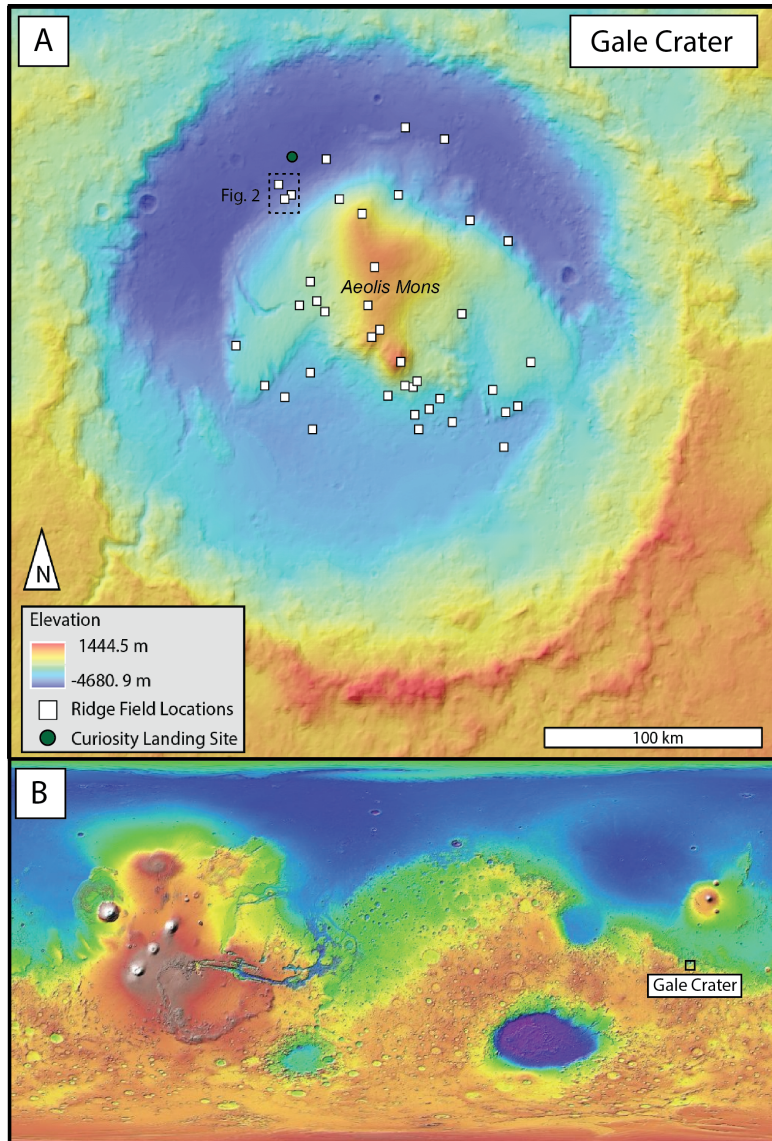 A
Gale Crater
Fig. 2
Aeolis Mons
N
Elevation
1444.5 m
-4680. 9 m
Ridge Field Locations
Curiosity Landing Site
100 km
B
Gale Crater